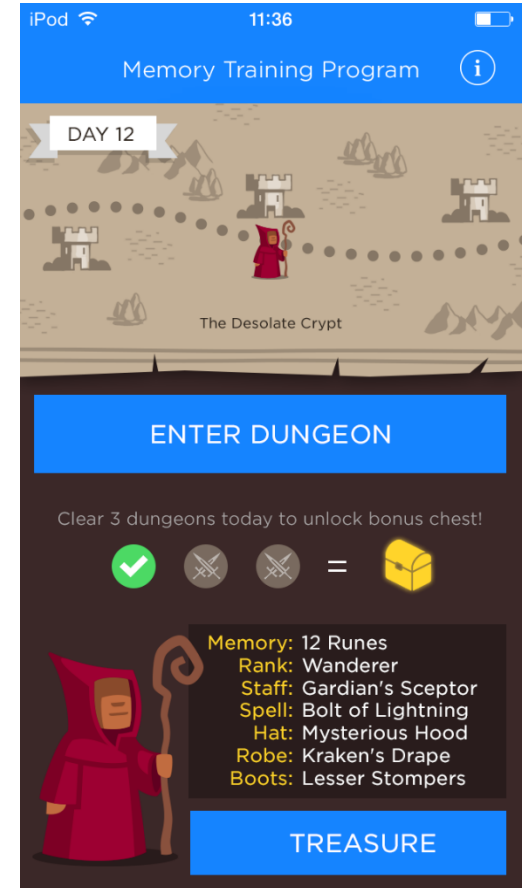 iPod 11:36
Memory Training Program i
DAY 12
The Desolate Crypt
ENTER DUNGEON
Clear 3 dungeons today to unlock bonus chest!
=
Memory: 12 Runes
Rank: Wanderer
Staff: Gardian's Sceptor
Spell: Bolt of Lightning
Hat: Mysterious Hood
Robe: Kraken's Drape
Boots: Lesser Stompers
TREASURE